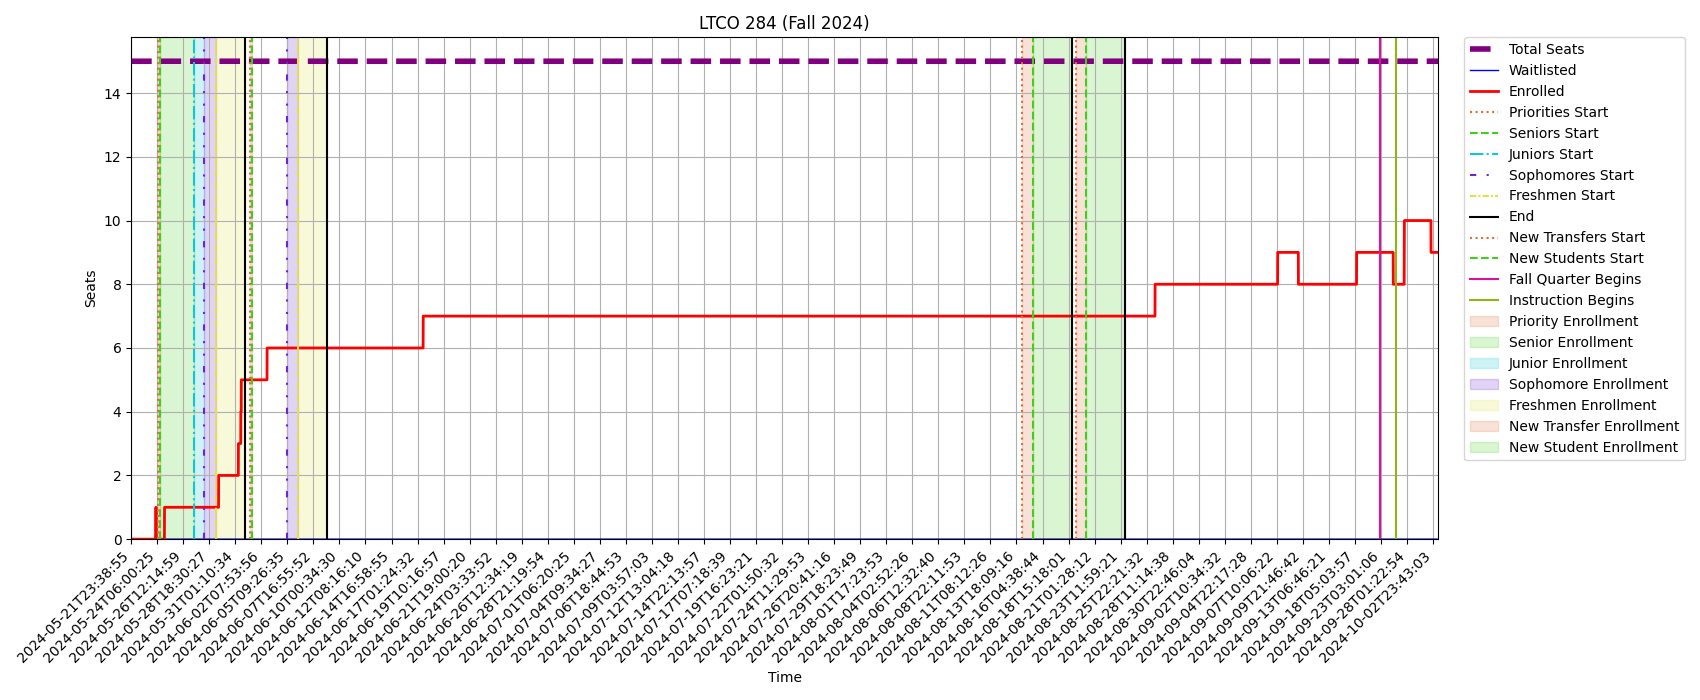 LTCO 284 (Fall 2024)
Seats
14
12
10
8
6
4
2
0
2024-05-21T23:38:55
2024-05-24T06:00:25
2024-05-26T12:14:59
2024-05-28T18:30:27
2024-05-31T01:10:34
2024-06-02T07:53:56
2024-06-05T09:26:35
2024-06-07T16:55:52
2024-06-10T00:34:30
2024-06-12T08:16:10
2024-06-14T16:58:55
2024-06-17T01:24:32
2024-06-19T10:16:57
2024-06-21T19:00:20
2024-06-24T03:33:52
2024-06-26T12:34:19
2024-06-28T21:19:54
2024-07-01T06:20:25
2024-07-04T09:34:27
2024-07-06T18:44:53
2024-07-09T03:57:03
2024-07-12T13:04:18
2024-07-14T22:13:57
2024-07-17T07:18:39
2024-07-19T16:23:21
2024-07-22T01:50:32
2024-07-24T11:29:53
2024-07-26T20:41:16
2024-07-29T18:23:49
2024-08-01T17:23:53
2024-08-04T02:52:26
2024-08-06T12:32:40
2024-08-08T22:11:53
2024-08-11T08:12:26
2024-08-13T18:09:16
2024-08-16T04:38:44
2024-08-18T15:18:01
2024-08-21T01:28:12
2024-08-23T11:59:21
2024-08-25T22:21:32
2024-08-28T11:14:38
2024-08-30T22:46:04
2024-09-02T10:34:32
2024-09-04T22:17:28
2024-09-07T10:06:22
2024-09-09T21:46:42
2024-09-13T06:46:21
2024-09-18T05:03:57
2024-09-23T03:01:06
2024-09-28T01:22:54
2024-10-02T23:43:03
Time
Total Seats
Waitlisted
Enrolled
Priorities Start
Seniors Start
Juniors Start
Sophomores Start
Freshmen Start
End
New Transfers Start
New Students Start
Fall Quarter Begins
Instruction Begins
Priority Enrollment
Senior Enrollment
Junior Enrollment
Sophomore Enrollment
Freshmen Enrollment
New Transfer Enrollment
New Student Enrollment